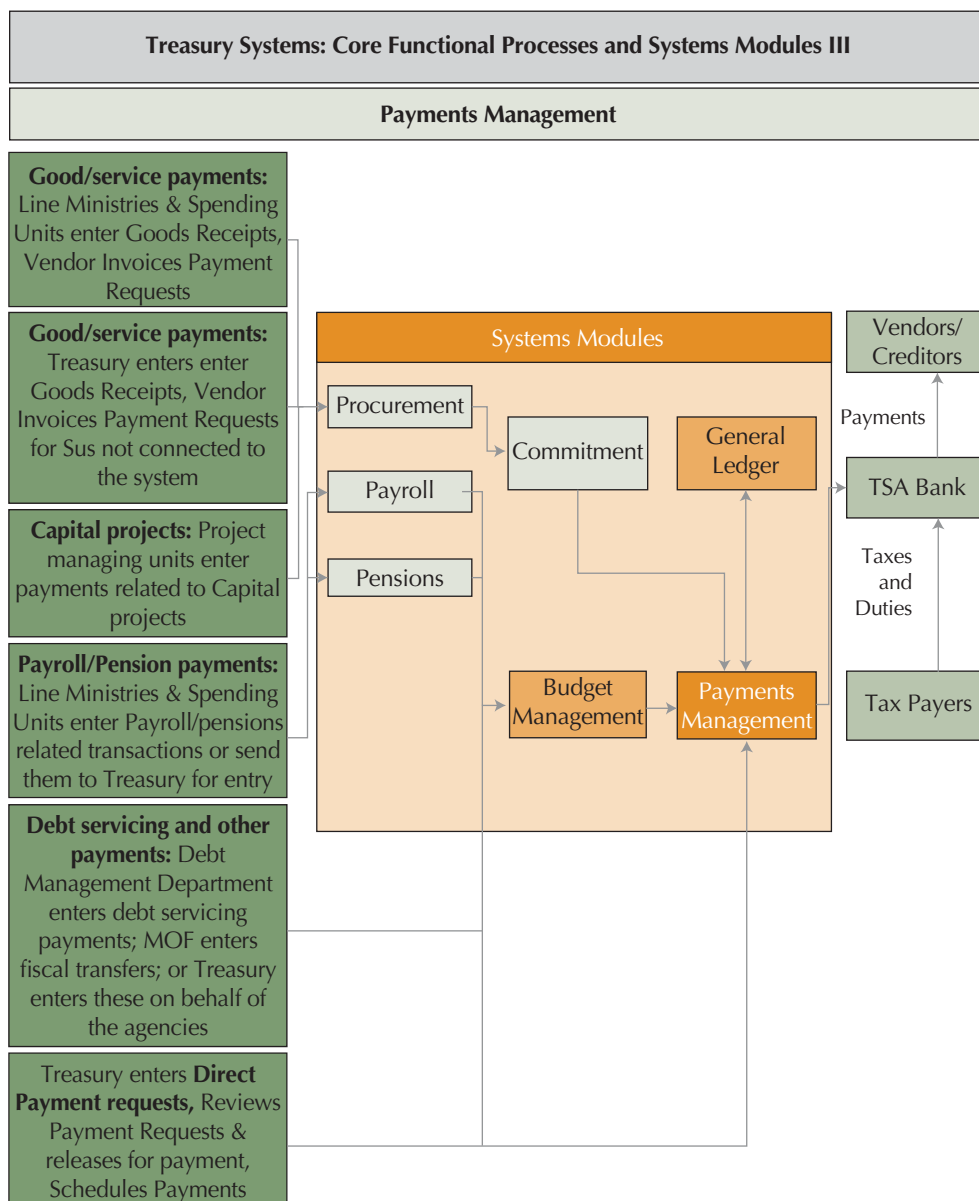 Treasury Systems: Core Functional Processes and Systems Modules III
Payments Management
Good/service payments:
Line Ministries & Spending
Units enter Goods Receipts,
Vendor Invoices Payment
Requests
Good/service payments:
Treasury enters enter
Goods Receipts, Vendor
Invoices Payment Requests
for Sus not connected to
the system
Capital projects: Project
managing units enter
payments related to Capital
projects
Payroll/Pension payments:
Line Ministries & Spending
Units enter Payroll/pensions
related transactions or send
them to Treasury for entry
Debt servicing and other
payments: Debt
Management Department
enters debt servicing
payments; MOF enters
fiscal transfers; or Treasury
enters these on behalf of
the agencies
Treasury enters Direct
Payment requests, Reviews
Payment Requests &
releases for payment,
Schedules Payments
Systems Modules
Procurement
Payroll
Pensions
Commitment
General
Ledger
Budget
Management
Payments
Management
Vendors/
Creditors
Payments
TSA Bank
Taxes
and
Duties
Tax Payers